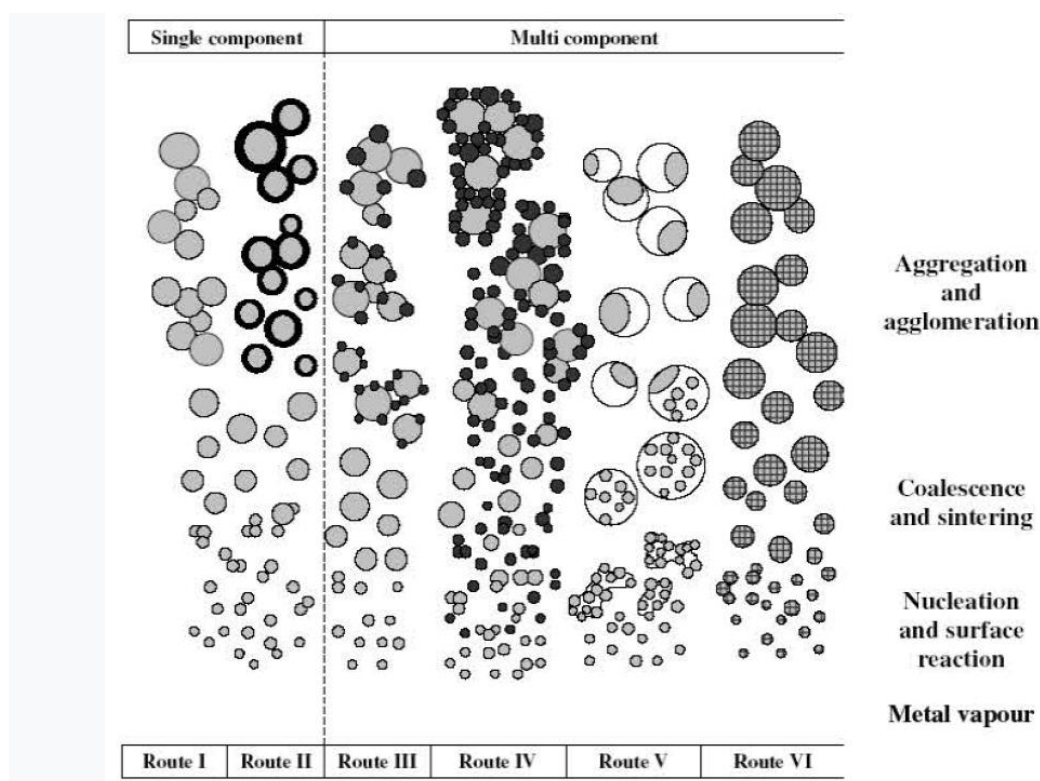 Single component
Multi component
Aggregation
and
agglomeration
Coalescence
and sintering
Nucleation
and surface
reaction
Metal vapour
Route I
Route II
Route III
Route IV
Route V
Route VI